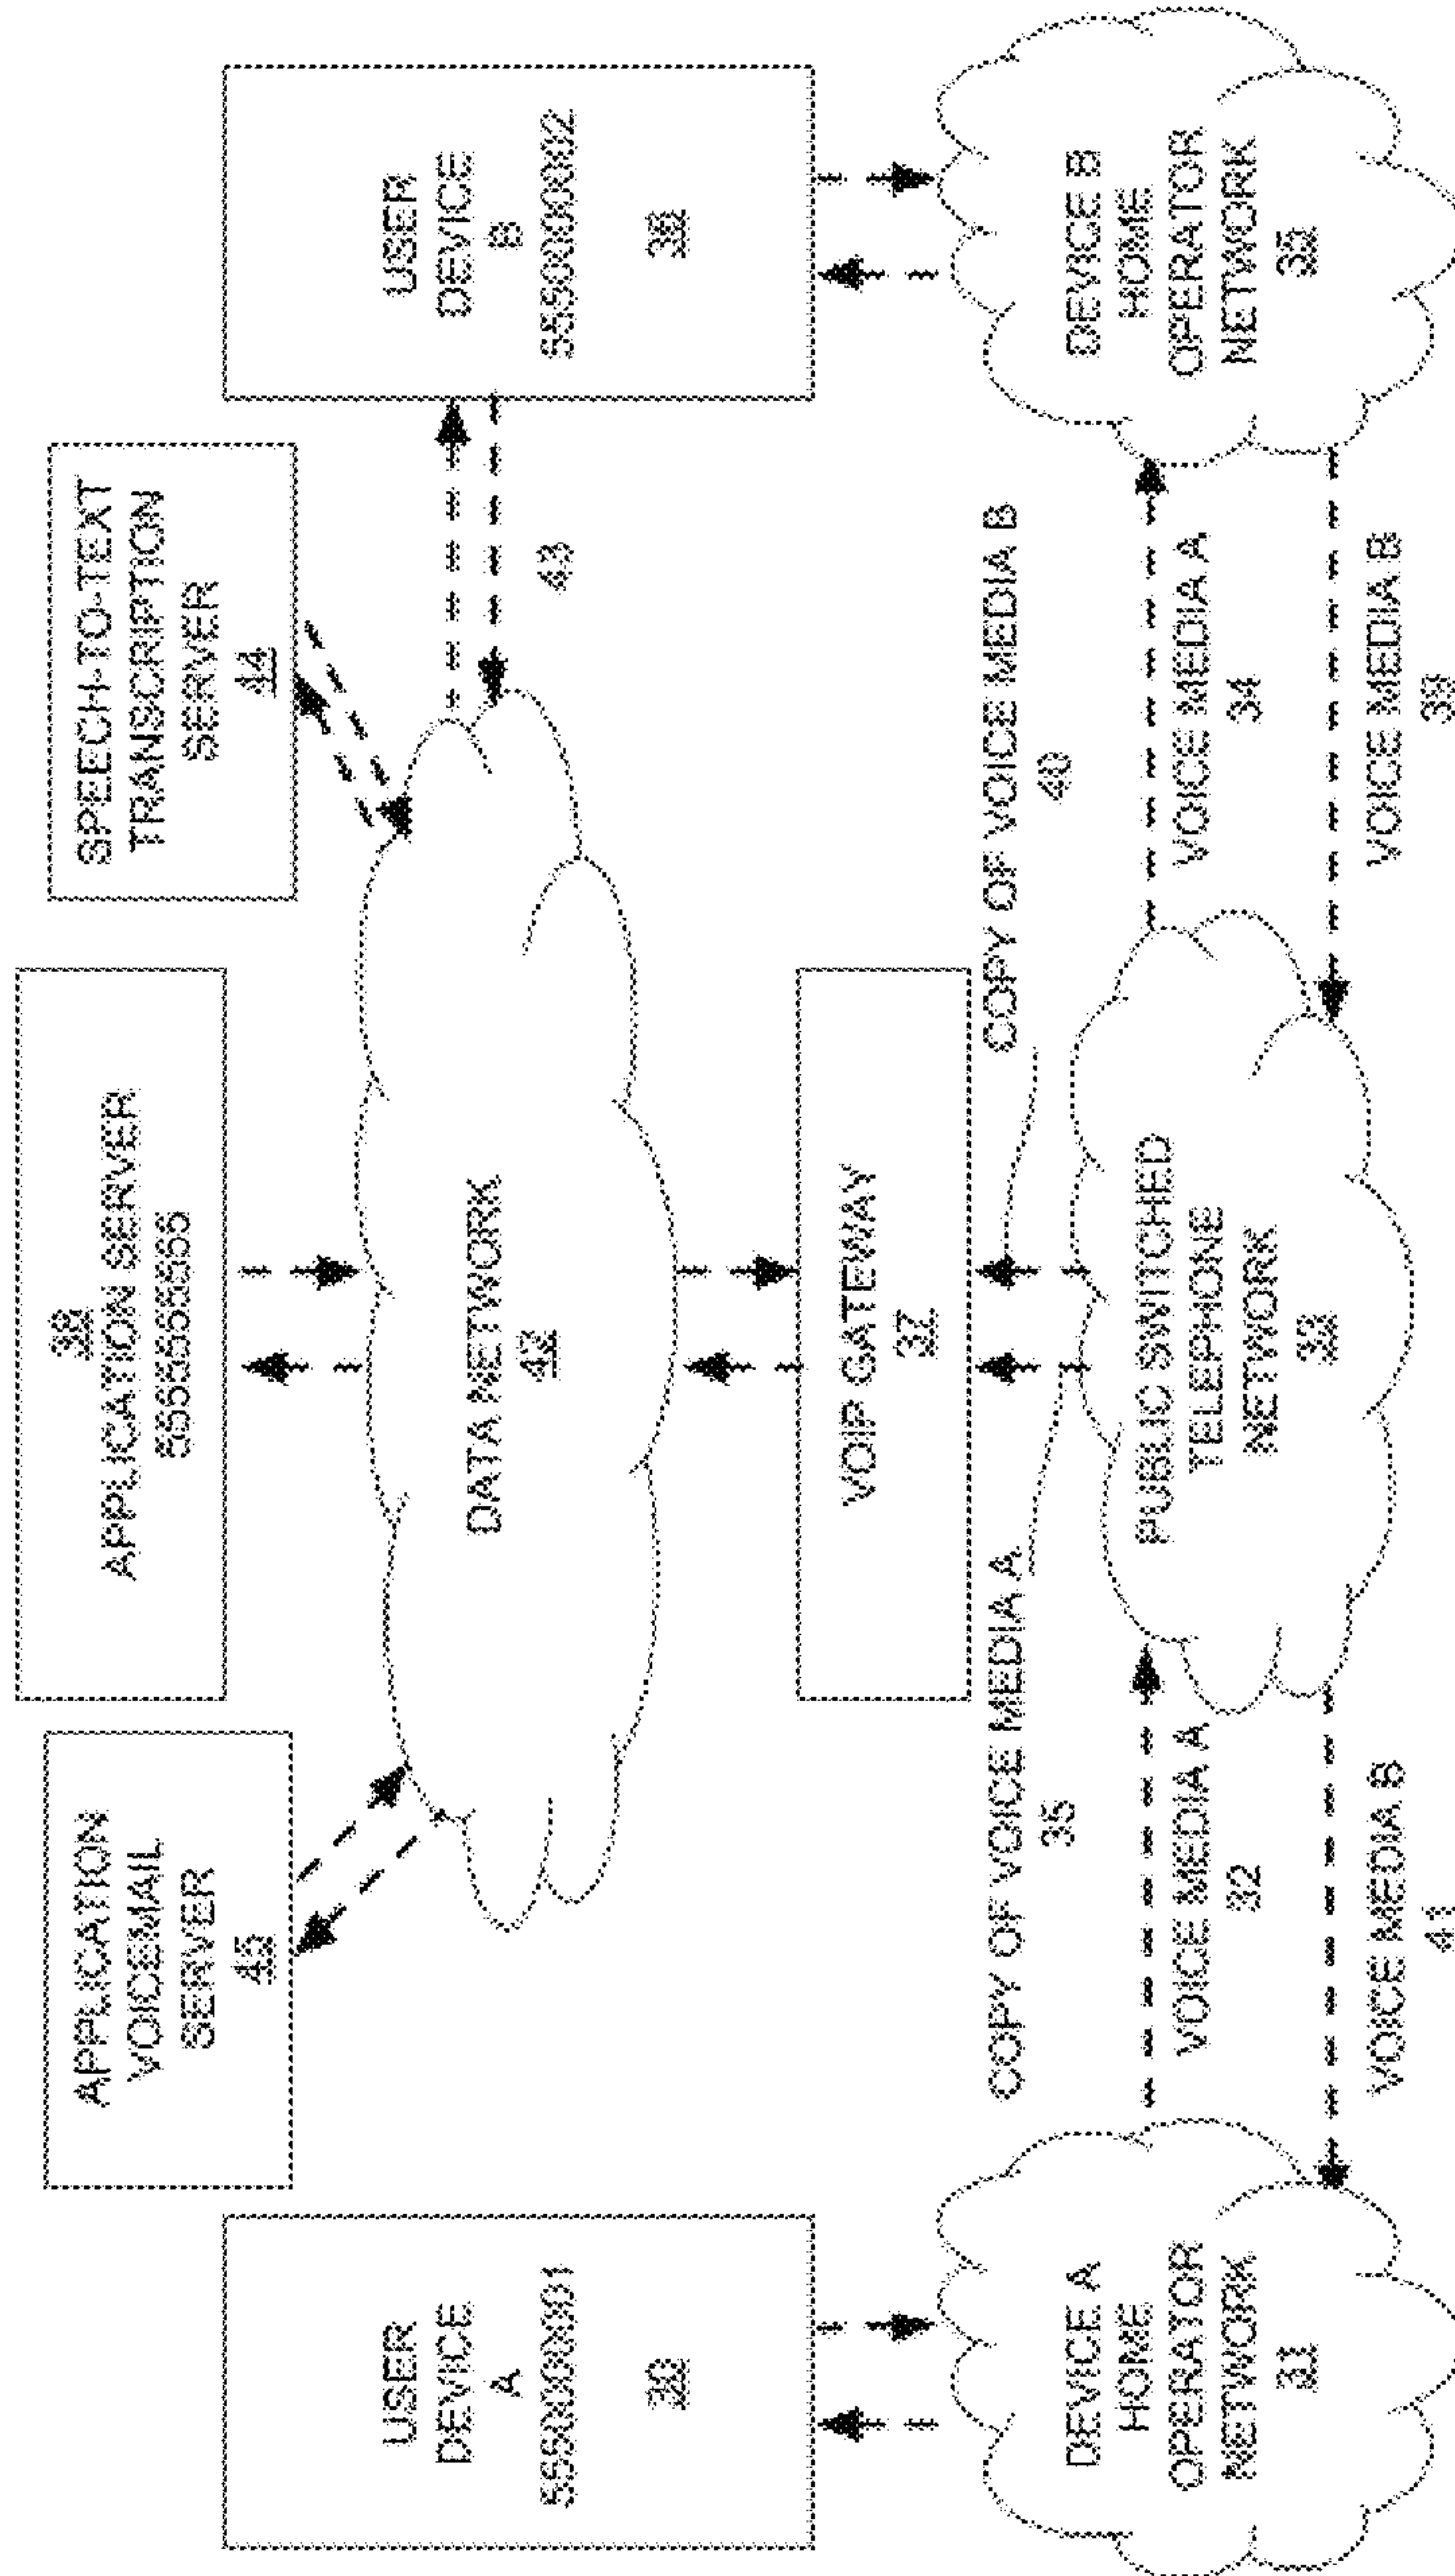 APPLICATION
VOICEMAIL
SERVER
45
APPLICATION SERVER
5555555555
SPEECH-TO-TEXT
TRANSCRIPTION
SERVER
44
USER
DEVICE
A
5550000001
30
DATA NETWORK
42
43
USER
DEVICE
B
5550000002
VOIP GATEWAY
37
COPY OF VOICE MEDIA A
COPY OF VOICE MEDIA B
40
DEVICE A
HOME
OPERATOR
NETWORK
31
VOICE MEDIA A
32
VOICE MEDIA B
41
PUBLIC SWITCHED
TELEPHONE
NETWORK
33
VOICE MEDIA A
34
VOICE MEDIA B
39
DEVICE B
HOME
OPERATOR
NETWORK
35